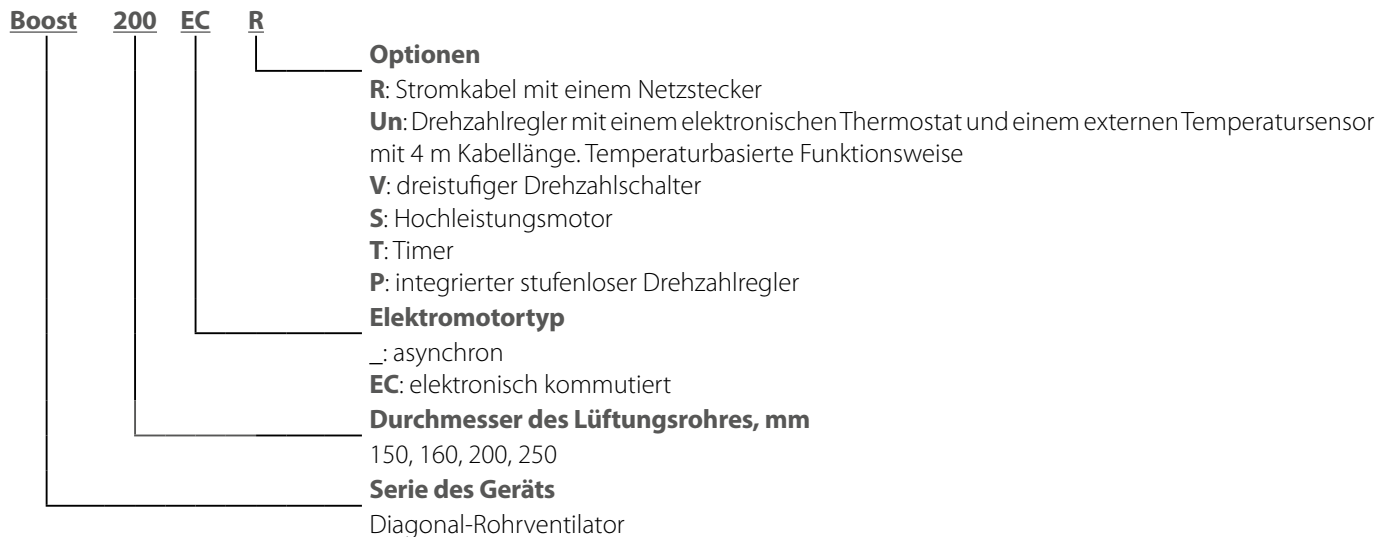 Boost 200 EC R
Optionen
R: Stromkabel mit einem Netzstecker
Un: Drehzahlregler mit einem elektronischen Thermostat und einem externen Temperatursensor
mit 4 m Kabellänge. Temperaturbasierte Funktionsweise
V: dreistufiger Drehzahlschalter
S: Hochleistungsmotor
T: Timer
P: integrierter stufenloser Drehzahlregler
Elektromotortyp
_: asynchron
EC: elektronisch kommutiert
Durchmesser des Lüftungsrohres, mm
150, 160, 200, 250
Serie des Geräts
Diagonal-Rohrventilator